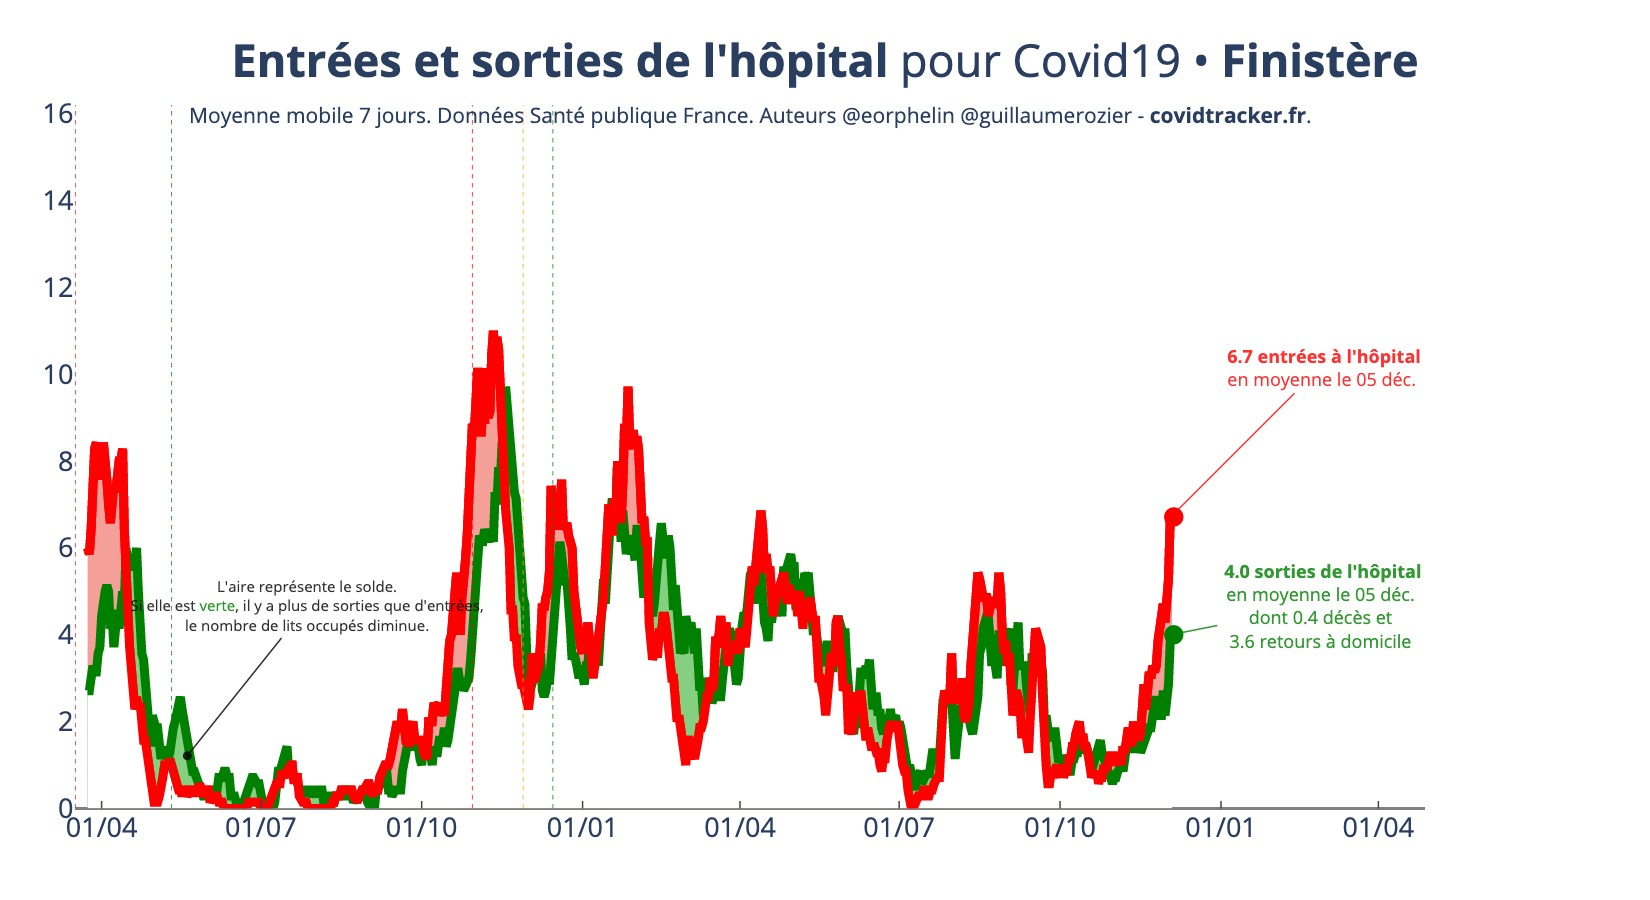 Entrées et sorties de l'hôpital pour Covid19 • Finistère
Moyenne mobile 7 jours. Données Santé publique France. Auteurs @eorphelin @guillaumerozier - covidtracker.fr.
16
14
12
10
8
6
4
2
0
6.7 entrées à l'hôpital
en moyenne le 05 déc.
4.0 sorties de l'hôpital
en moyenne le 05 déc.
dont 0.4 décès et
3.6 retours à domicile
L'aire représente le solde.
Si elle est verte, il y a plus de sorties que d'entrées,
le nombre de lits occupés diminue.
01/04 01/07 01/10 01/01 01/04 01/07 01/10 01/01 01/04